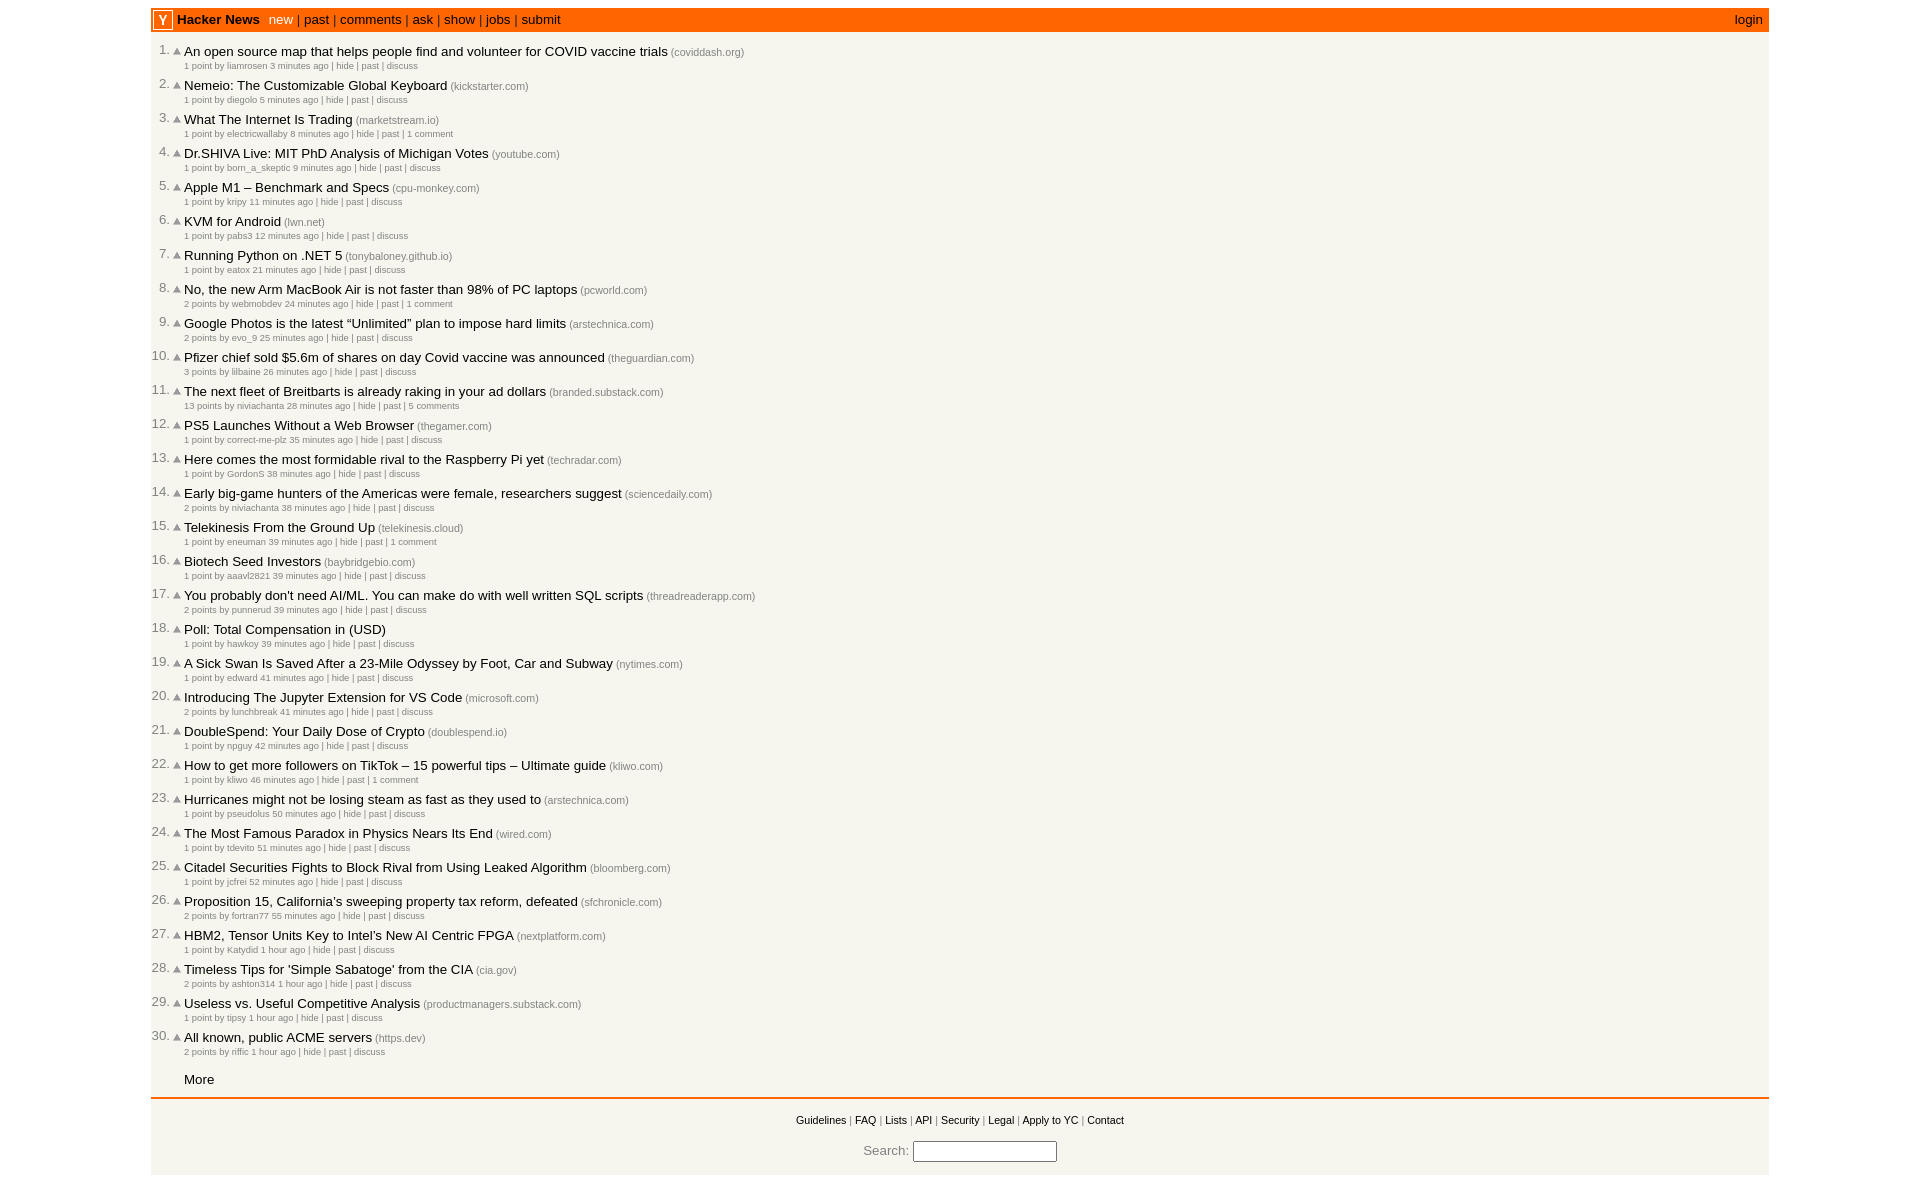 Y Hacker News new | past | comments | ask | show | jobs | submit login
1. An open source map that helps people find and volunteer for COVID vaccine trials (coviddash.org)
1 point by liamrosen 3 minutes ago | hide | past | discuss
2. Nemeio: The Customizable Global Keyboard (kickstarter.com)
1 point by diegolo 5 minutes ago | hide | past | discuss
3. What The Internet Is Trading (marketstream.io)
1 point by electricwallaby 8 minutes ago | hide | past | 1 comment
4. Dr.SHIVA Live: MIT PhD Analysis of Michigan Votes (youtube.com)
1 point by born_a_skeptic 9 minutes ago | hide | past | discuss
5. Apple M1 – Benchmark and Specs (cpu-monkey.com)
1 point by kripy 11 minutes ago | hide | past | discuss
6. KVM for Android (lwn.net)
1 point by pabs3 12 minutes ago | hide | past | discuss
7. Running Python on .NET 5 (tonybaloney.github.io)
1 point by eatox 21 minutes ago | hide | past | discuss
8. No, the new Arm MacBook Air is not faster than 98% of PC laptops (pcworld.com)
2 points by webmobdev 24 minutes ago | hide | past | 1 comment
9. Google Photos is the latest “Unlimited” plan to impose hard limits (arstechnica.com)
2 points by evo_9 25 minutes ago | hide | past | discuss
10. Pfizer chief sold $5.6m of shares on day Covid vaccine was announced (theguardian.com)
3 points by lilbaine 26 minutes ago | hide | past | discuss
11. The next fleet of Breitbarts is already raking in your ad dollars (branded.substack.com)
13 points by niviachanta 28 minutes ago | hide | past | 5 comments
12. PS5 Launches Without a Web Browser (thegamer.com)
1 point by correct-me-plz 35 minutes ago | hide | past | discuss
13. Here comes the most formidable rival to the Raspberry Pi yet (techradar.com)
1 point by GordonS 38 minutes ago | hide | past | discuss
14. Early big-game hunters of the Americas were female, researchers suggest (sciencedaily.com)
2 points by niviachanta 38 minutes ago | hide | past | discuss
15. Telekinesis From the Ground Up (telekinesis.cloud)
1 point by eneuman 39 minutes ago | hide | past | 1 comment
16. Biotech Seed Investors (baybridgebio.com)
1 point by aaavl2821 39 minutes ago | hide | past | discuss
17. You probably don't need AI/ML. You can make do with well written SQL scripts (threadreaderapp.com)
2 points by punnerud 39 minutes ago | hide | past | discuss
18. Poll: Total Compensation in (USD)
1 point by hawkoy 39 minutes ago | hide | past | discuss
19. A Sick Swan Is Saved After a 23-Mile Odyssey by Foot, Car and Subway (nytimes.com)
1 point by edward 41 minutes ago | hide | past | discuss
20. Introducing The Jupyter Extension for VS Code (microsoft.com)
2 points by lunchbreak 41 minutes ago | hide | past | discuss
21. DoubleSpend: Your Daily Dose of Crypto (doublespend.io)
1 point by npguy 42 minutes ago | hide | past | discuss
22. How to get more followers on TikTok – 15 powerful tips – Ultimate guide (kliwo.com)
1 point by kliwo 46 minutes ago | hide | past | 1 comment
23. Hurricanes might not be losing steam as fast as they used to (arstechnica.com)
1 point by pseudolus 50 minutes ago | hide | past | discuss
24. The Most Famous Paradox in Physics Nears Its End (wired.com)
1 point by tdevito 51 minutes ago | hide | past | discuss
25. Citadel Securities Fights to Block Rival from Using Leaked Algorithm (bloomberg.com)
1 point by jcfrei 52 minutes ago | hide | past | discuss
26. Proposition 15, California’s sweeping property tax reform, defeated (sfchronicle.com)
2 points by fortran77 55 minutes ago | hide | past | discuss
27. HBM2, Tensor Units Key to Intel’s New AI Centric FPGA (nextplatform.com)
1 point by Katydid 1 hour ago | hide | past | discuss
28. Timeless Tips for 'Simple Sabatoge' from the CIA (cia.gov)
2 points by ashton314 1 hour ago | hide | past | discuss
29. Useless vs. Useful Competitive Analysis (productmanagers.substack.com)
1 point by tipsy 1 hour ago | hide | past | discuss
30. All known, public ACME servers (https.dev)
2 points by riffic 1 hour ago | hide | past | discuss
More
Guidelines | FAQ | Lists | API | Security | Legal | Apply to YC | Contact
Search: